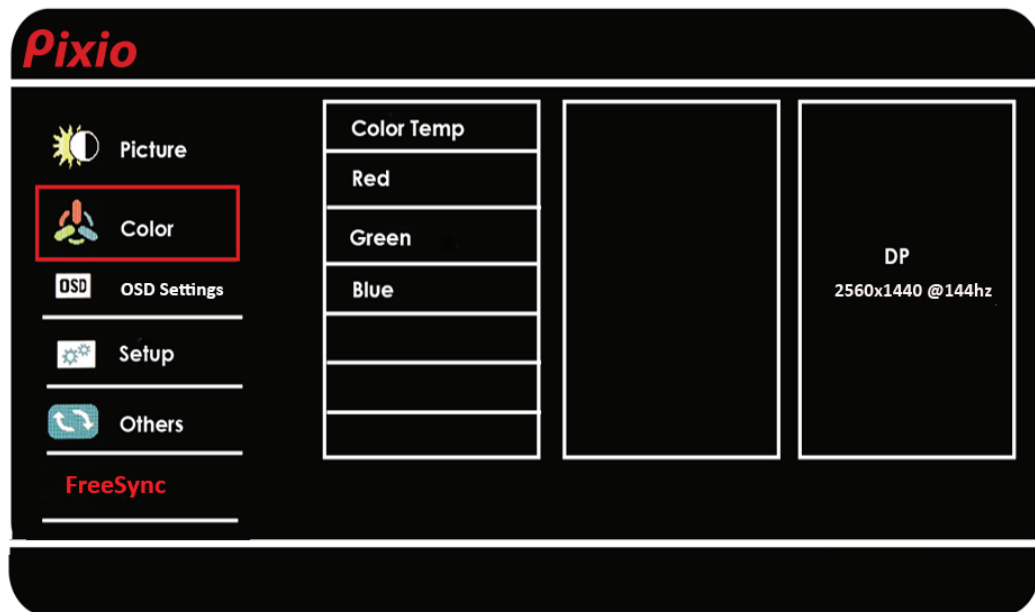 Pixio
Picture
Color
OSD OSD Settings
Setup
Others
FreeSync
Color Temp
Red
Green
Blue
DP
2560x1440 @144hz